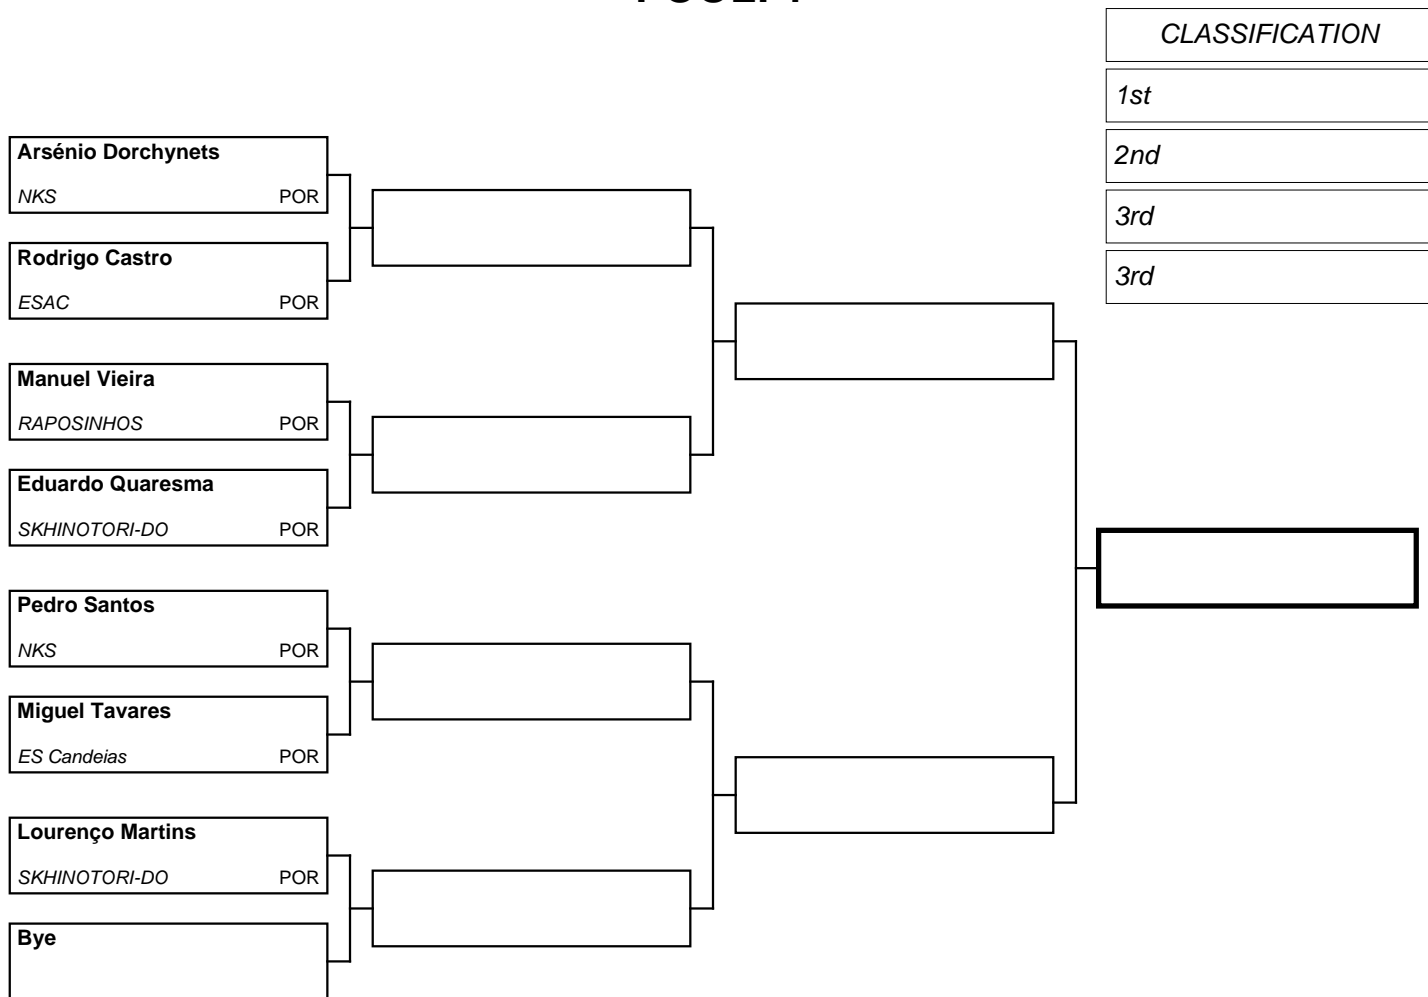 CLASSIFICATION
1st
2nd
3rd
3rd
Arsénio Dorchynets
NKS POR
Rodrigo Castro
ESAC POR
Manuel Vieira
RAPOSINHOS POR
Eduardo Quaresma
SKHINOTORI-DO POR
Pedro Santos
NKS POR
Miguel Tavares
ES Candeias POR
Lourenço Martins
SKHINOTORI-DO POR
Bye